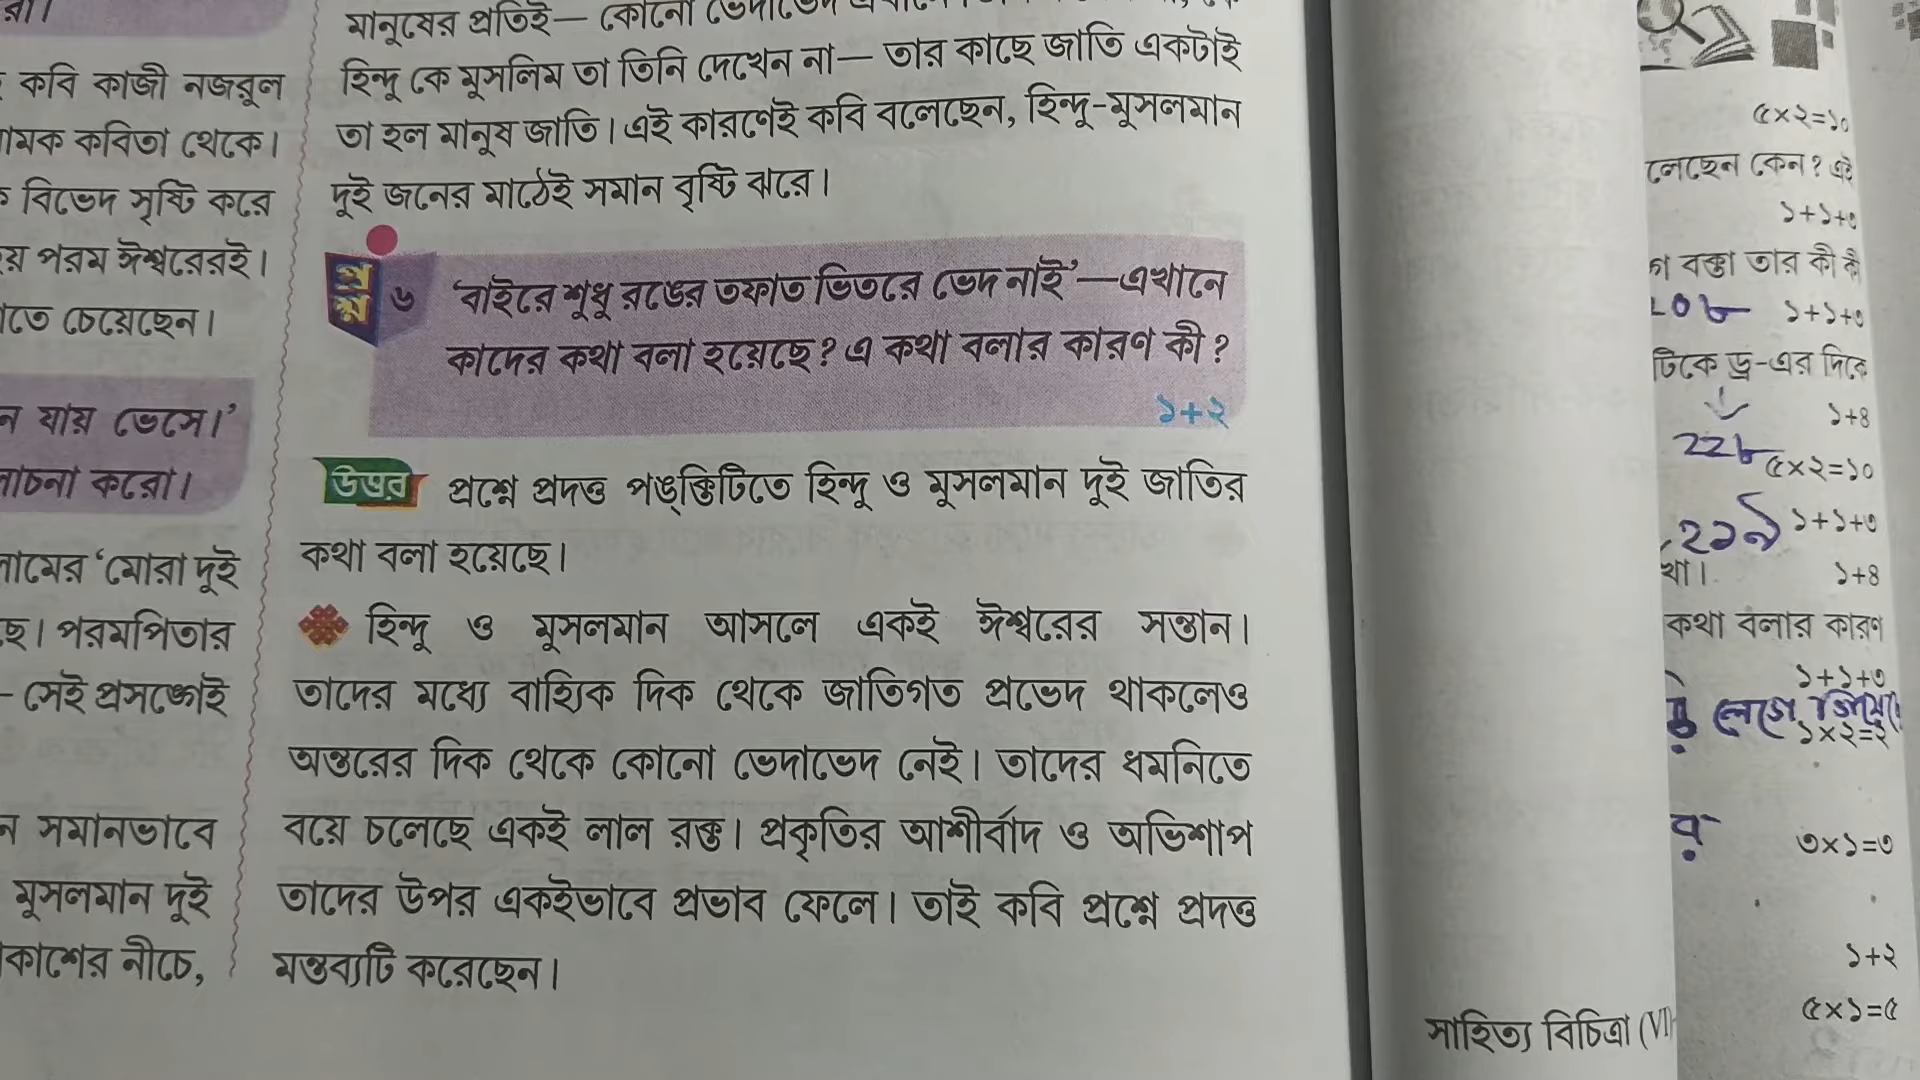 কবি কাজী নজরুল
কবিতা থেকে।
বিভেদ সৃষ্টি করে
পরম ঈশ্বরেরই।
চেয়েছেন।
যায় ভেসে।’
করো।
‘মোরা দুই
পরমপিতার
– সেই প্রসঙ্গেই
সমানভাবে
মুসলমান দুই
নীচে,
মানুষের প্রতিই— কোনো ভেদাভেদ
হিন্দু কে মুসলিম তা তিনি দেখেন না— তার কাছে জাতি একটাই
তা হল মানুষ জাতি। এই কারণেই কবি বলেছেন, হিন্দু-মুসলমান
দুই জনের মাঠেই সমান বৃষ্টি ঝরে।
প্রশ্ন ৬ ‘বাইরে শুধু রঙের তফাত ভিতরে ভেদ নাই’—এখানে
কাদের কথা বলা হয়েছে? এ কথা বলার কারণ কী?
১+২
উত্তর প্রশ্নে প্রদত্ত পঙ্‌ক্তিটিতে হিন্দু ও মুসলমান দুই জাতির
কথা বলা হয়েছে।
হিন্দু ও মুসলমান আসলে একই ঈশ্বরের সন্তান।
তাদের মধ্যে বাহ্যিক দিক থেকে জাতিগত প্রভেদ থাকলেও
অন্তরের দিক থেকে কোনো ভেদাভেদ নেই। তাদের ধমনিতে
বয়ে চলেছে একই লাল রক্ত। প্রকৃতির আশীর্বাদ ও অভিশাপ
তাদের উপর একইভাবে প্রভাব ফেলে। তাই কবি প্রশ্নে প্রদত্ত
মন্তব্যটি করেছেন।
৫×২=১০
কেন? এই
১+১+৩
বক্তা তার কী কী
১+১+৩
ড্র-এর দিকে
১+৪
২২৮
৫×২=১০
২১৯ ১+১+৩
১+৪
কথা বলার কারণ
১+১+৩
লেগে
১×২=২
র
৩×১=৩
১+২
৫×১=৫
সাহিত্য বিচিত্রা (VI)